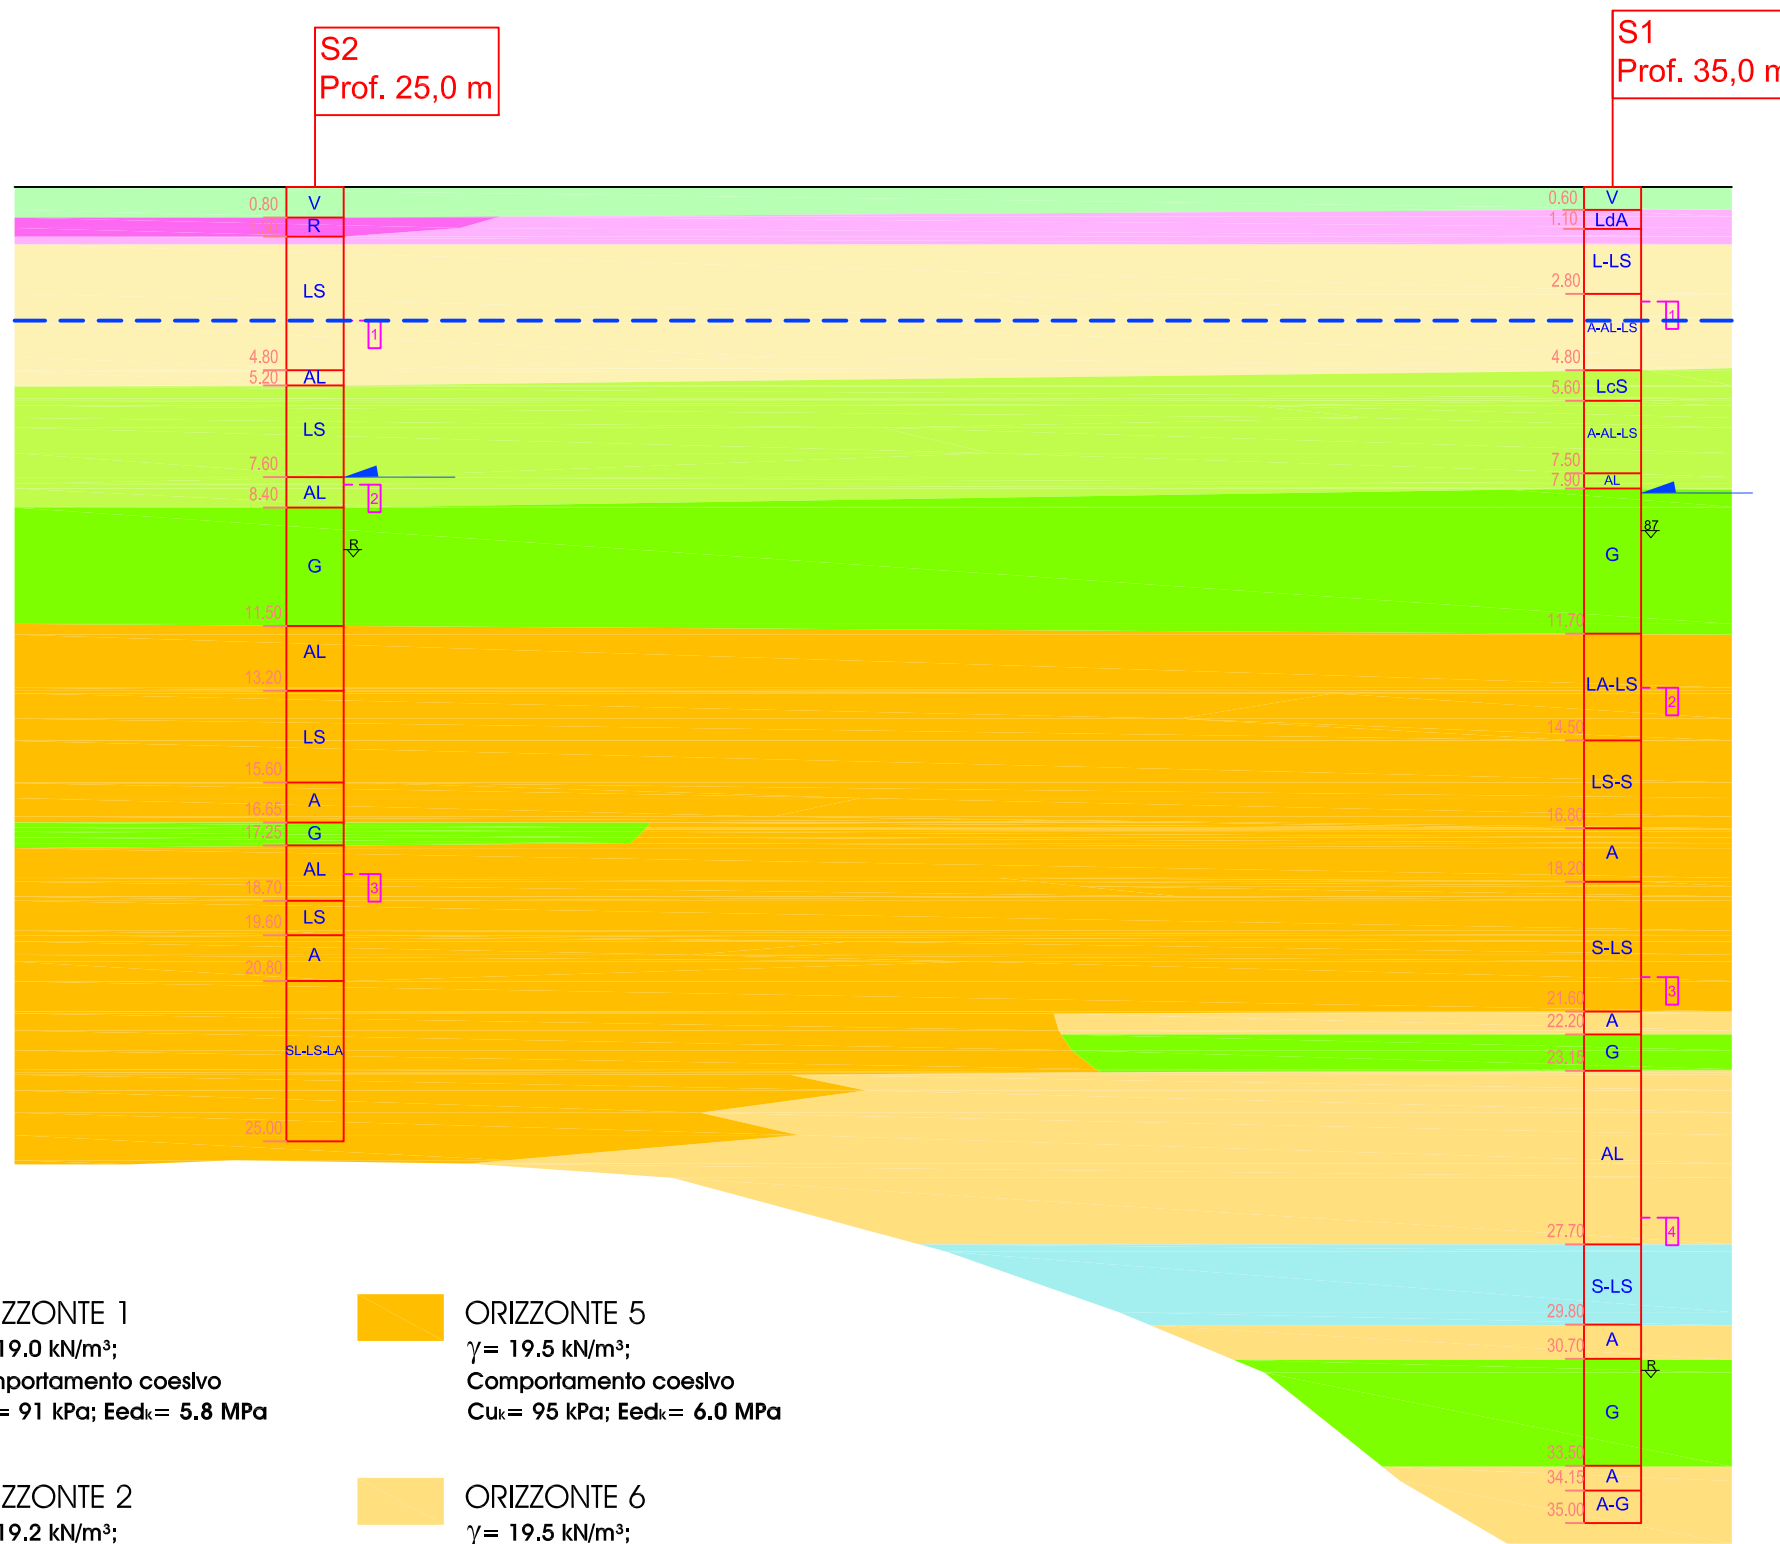 S2
Prof. 25,0 m
S1
Prof. 35,0 m
0.80
V
R
LS
1
4.80
5.20
AL
LS
7.60
8.40
AL
2
G
R
11.50
AL
13.20
LS
15.60
A
16.65
17.25
G
AL
3
18.70
LS
19.60
A
20.80
SL-LS-LA
25.00
0.60
V
1.10
LdA
L-LS
2.80
1
A-AL-LS
4.80
LcS
5.60
A-AL-LS
7.50
7.90
AL
87
G
11.70
LA-LS
2
14.50
LS-S
16.80
A
18.20
S-LS
3
21.60
A
22.20
G
23.15
AL
4
27.70
S-LS
29.80
A
30.70
R
G
33.50
A
34.15
A-G
35.00
IZZONTE 1
19.0 kN/m³;
nportamento coesivo
= 91 kPa; Eedₖ= 5.8 MPa
IZZONTE 2
19.2 kN/m³;
ORIZZONTE 5
γ= 19.5 kN/m³;
Comportamento coesivo
Cuₖ= 95 kPa; Eedₖ= 6.0 MPa
ORIZZONTE 6
γ= 19.5 kN/m³;